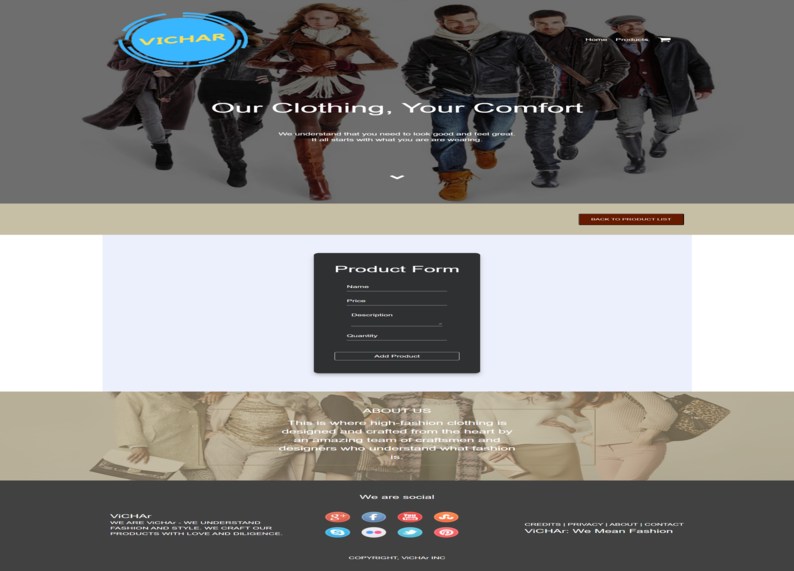 VICHAR
Home Products
Our Clothing, Your Comfort
We understand that you need to look good and feel great.
It all starts with what you are are wearing
BACK TO PRODUCT LIST
Product Form
Name
Price
Description
Quantity
Add Product
ABOUT US
This is where high-fashion clothing is
designed and crafted from the heart by
an amazing team of craftsmen and
designers who understand what fashion
is.
We are social
ViCHAr
WE ARE ViCHAr - WE UNDERSTAND
FASHION AND STYLE. WE CRAFT OUR
PRODUCTS WITH LOVE AND DILIGENCE.
You
CREDITS | PRIVACY | ABOUT | CONTACT
ViCHAr: We Mean Fashion
COPYRIGHT, ViCHAr INC